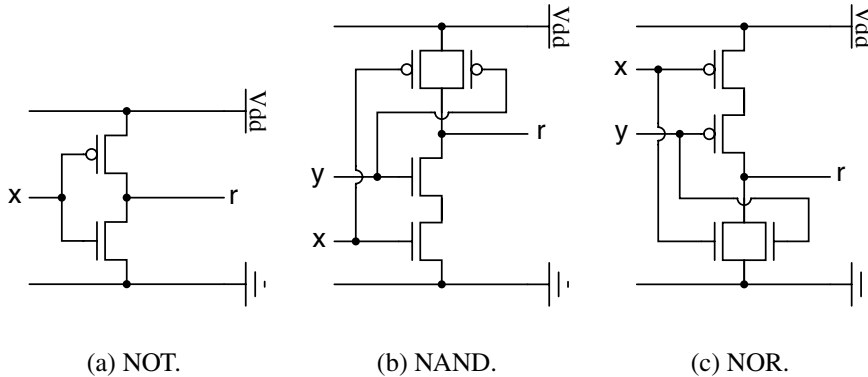 Vdd
x
r
(a) NOT.
Vdd
y
x
r
(b) NAND.
Vdd
x
y
r
(c) NOR.